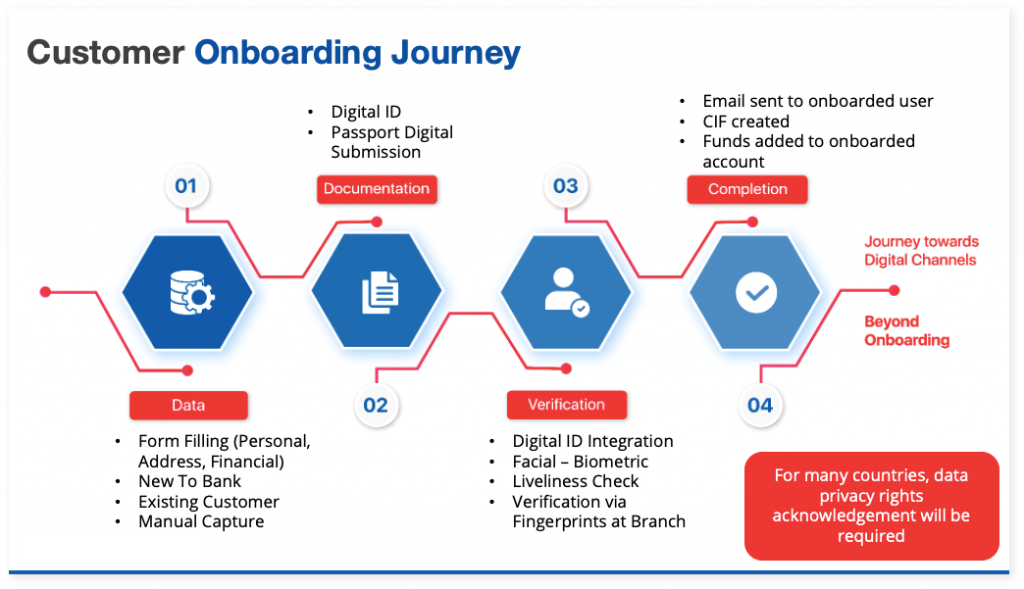 Customer Onboarding Journey
01
Data
• Form Filling (Personal,
Address, Financial)
• New To Bank
• Existing Customer
• Manual Capture
• Digital ID
• Passport Digital
Submission
Documentation
02
03
Verification
• Digital ID Integration
• Facial – Biometric
• Liveliness Check
• Verification via
Fingerprints at Branch
• Email sent to onboarded user
• CIF created
• Funds added to onboarded
account
Completion
04
Journey towards
Digital Channels
Beyond
Onboarding
For many countries, data
privacy rights
acknowledgement will be
required